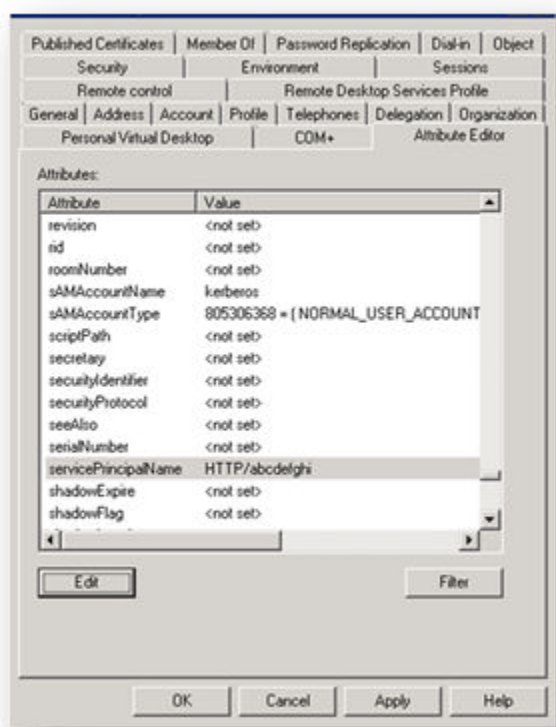 Published Certificates Member Of Password Replication Dial-in Object
Security Environment Sessions
Remote control Remote Desktop Services Profile
General Address Account Profile Telephones Delegation Organization
Personal Virtual Desktop COM+ Attribute Editor
Attributes:
Attribute Value
revision <not set>
rid <not set>
roomNumber <not set>
sAMAccountName kerberos
sAMAccountType 805306368 = ( NORMAL_USER_ACCOUNT
scriptPath <not set>
secretary <not set>
securityIdentifier <not set>
securityProtocol <not set>
seeAlso <not set>
serialNumber <not set>
servicePrincipalName HTTP/abcdefghi
shadowExpire <not set>
shadowFlag <not set>
Edit Filter
OK Cancel Apply Help